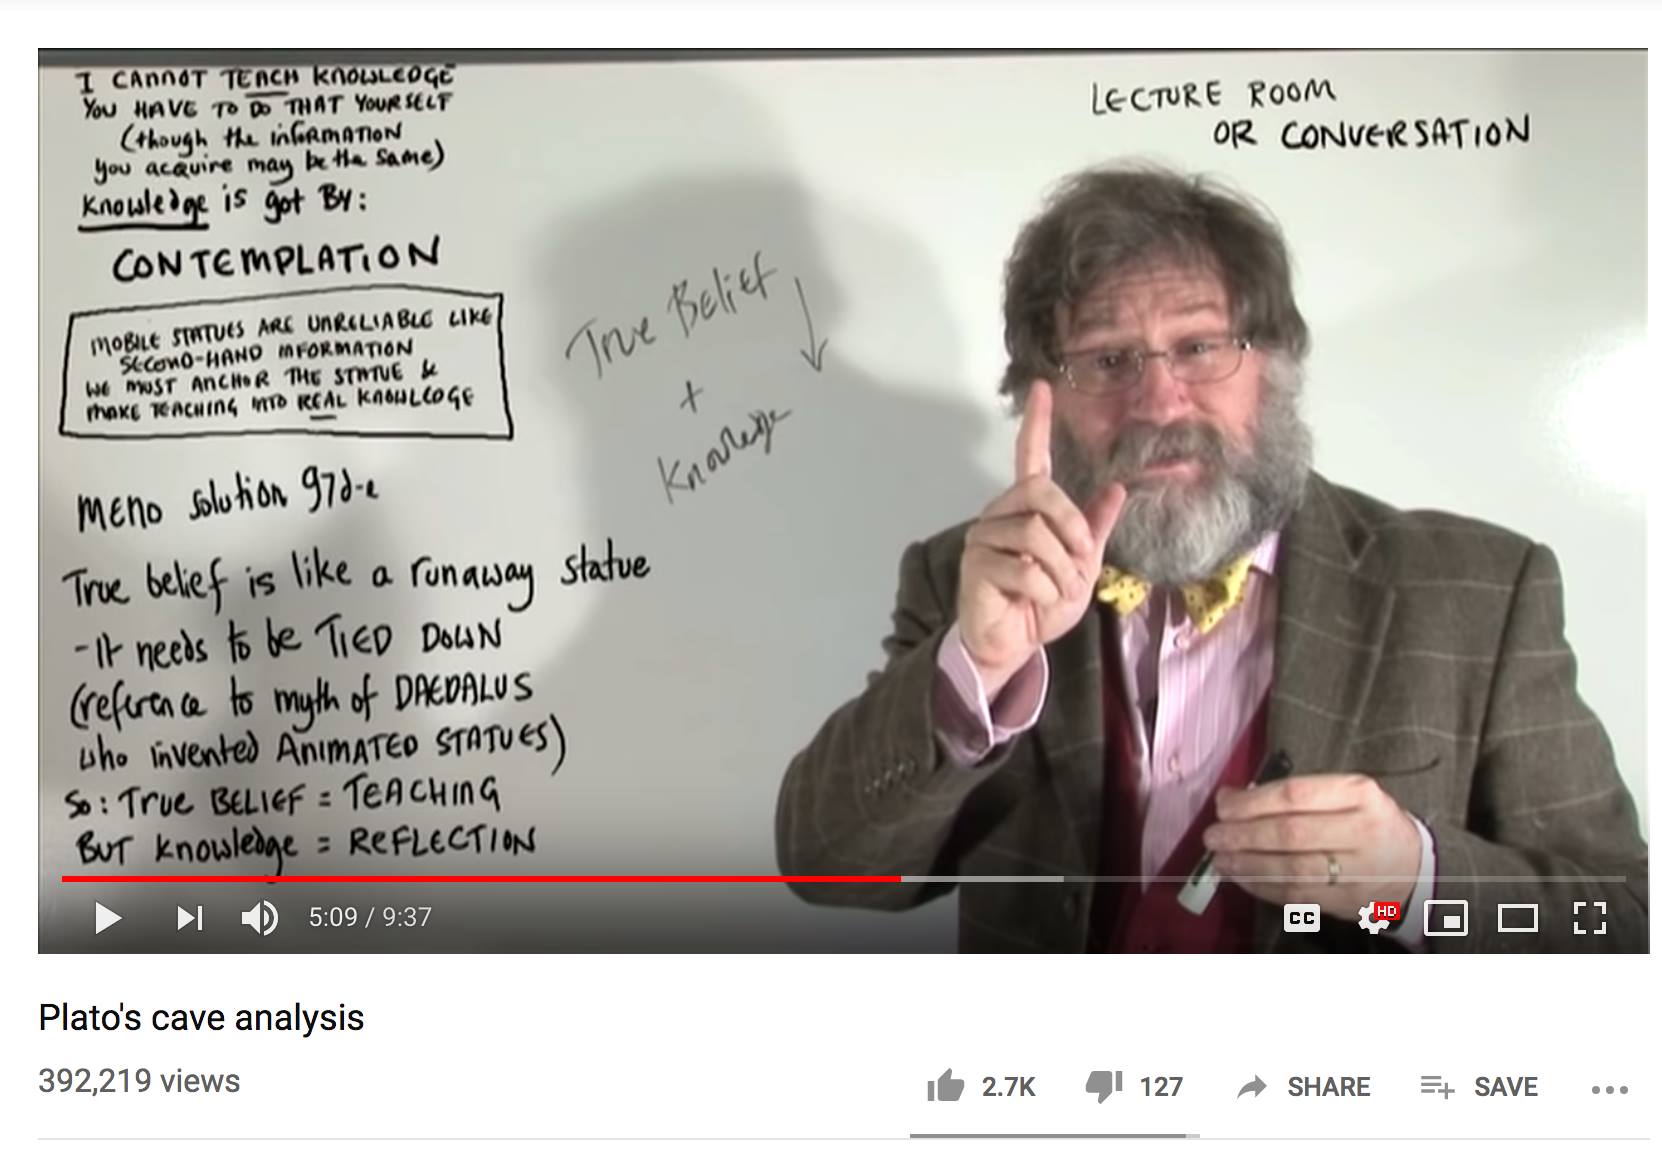 I CANNOT TEACH KNOWLEDGE
YOU HAVE TO DO THAT YOURSELF
(though the INFORMATION
you acquire may be the same)
Knowledge is got BY:
CONTEMPLATION
MOBILE STATUES ARE UNRELIABLE LIKE
SECOND-HAND INFORMATION
WE MUST ANCHOR THE STATUE &
MAKE TEACHING INTO REAL KNOWLEDGE
MENO solution 97d-e
True belief is like a runaway statue
- It needs to be TIED DOWN
(reference to myth of DAEDALUS
who invented ANIMATED STATUES)
So: True BELIEF = TEACHING
BUT knowledge = REFLECTION
True Belief
+
Knowledge
LECTURE ROOM
OR CONVERSATION
5:09 / 9:37
CC
HD
Plato's cave analysis
392,219 views
2.7K
127
SHARE
SAVE